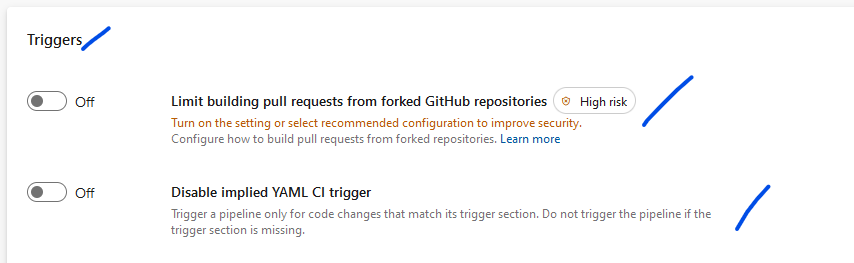 Triggers
Off
Limit building pull requests from forked GitHub repositories High risk
Turn on the setting or select recommended configuration to improve security.
Configure how to build pull requests from forked repositories. Learn more
Off
Disable implied YAML CI trigger
Trigger a pipeline only for code changes that match its trigger section. Do not trigger the pipeline if the
trigger section is missing.